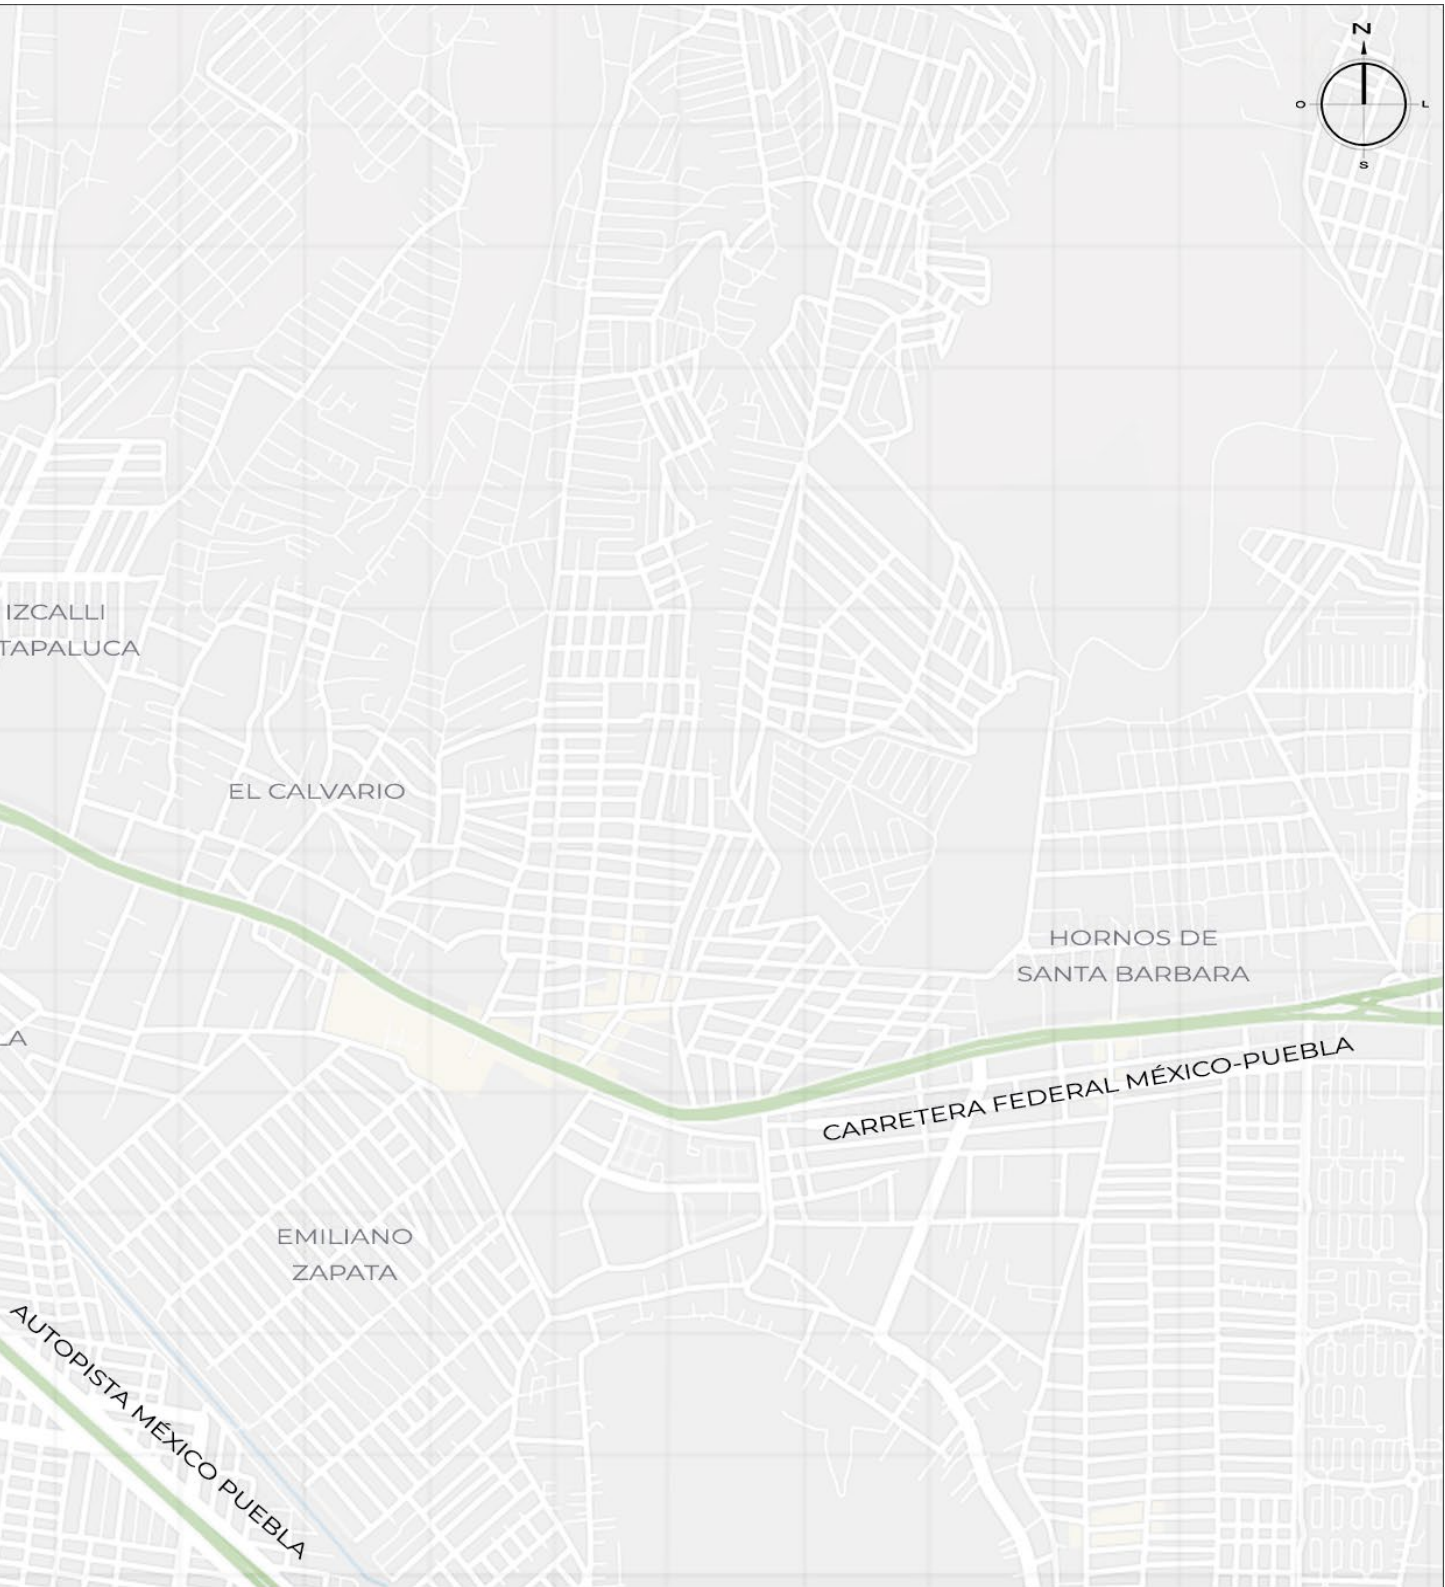 N
O
L
S
IZCALLI
TAPALUCA
EL CALVARIO
HORNOS DE
SANTA BARBARA
LA
CARRETERA FEDERAL MÉXICO-PUEBLA
EMILIANO
ZAPATA
AUTOPISTA MÉXICO PUEBLA